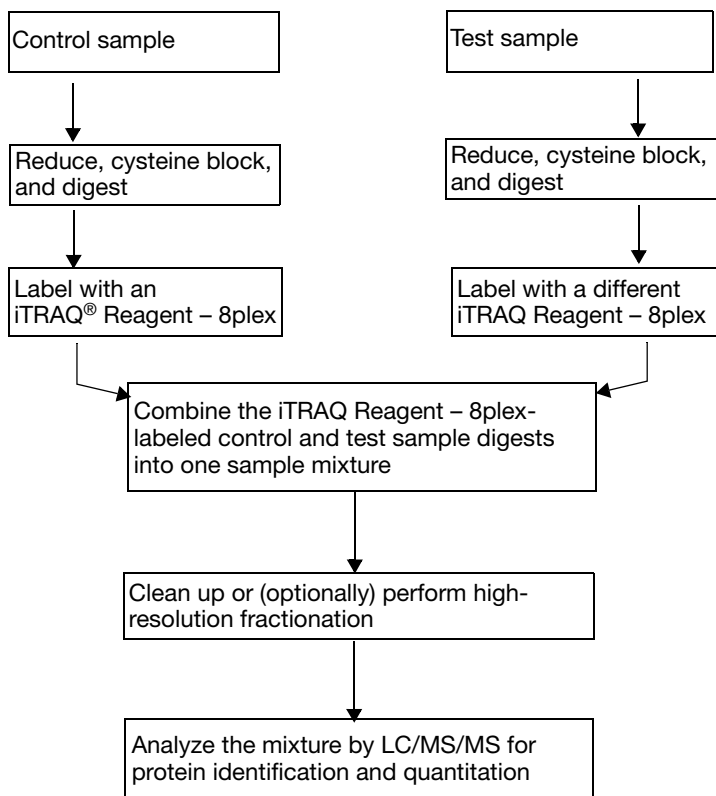 Control sample
Test sample
Reduce, cysteine block,
and digest
Reduce, cysteine block,
and digest
Label with an
iTRAQ® Reagent – 8plex
Label with a different
iTRAQ Reagent – 8plex
Combine the iTRAQ Reagent – 8plex-
labeled control and test sample digests
into one sample mixture
Clean up or (optionally) perform high-
resolution fractionation
Analyze the mixture by LC/MS/MS for
protein identification and quantitation